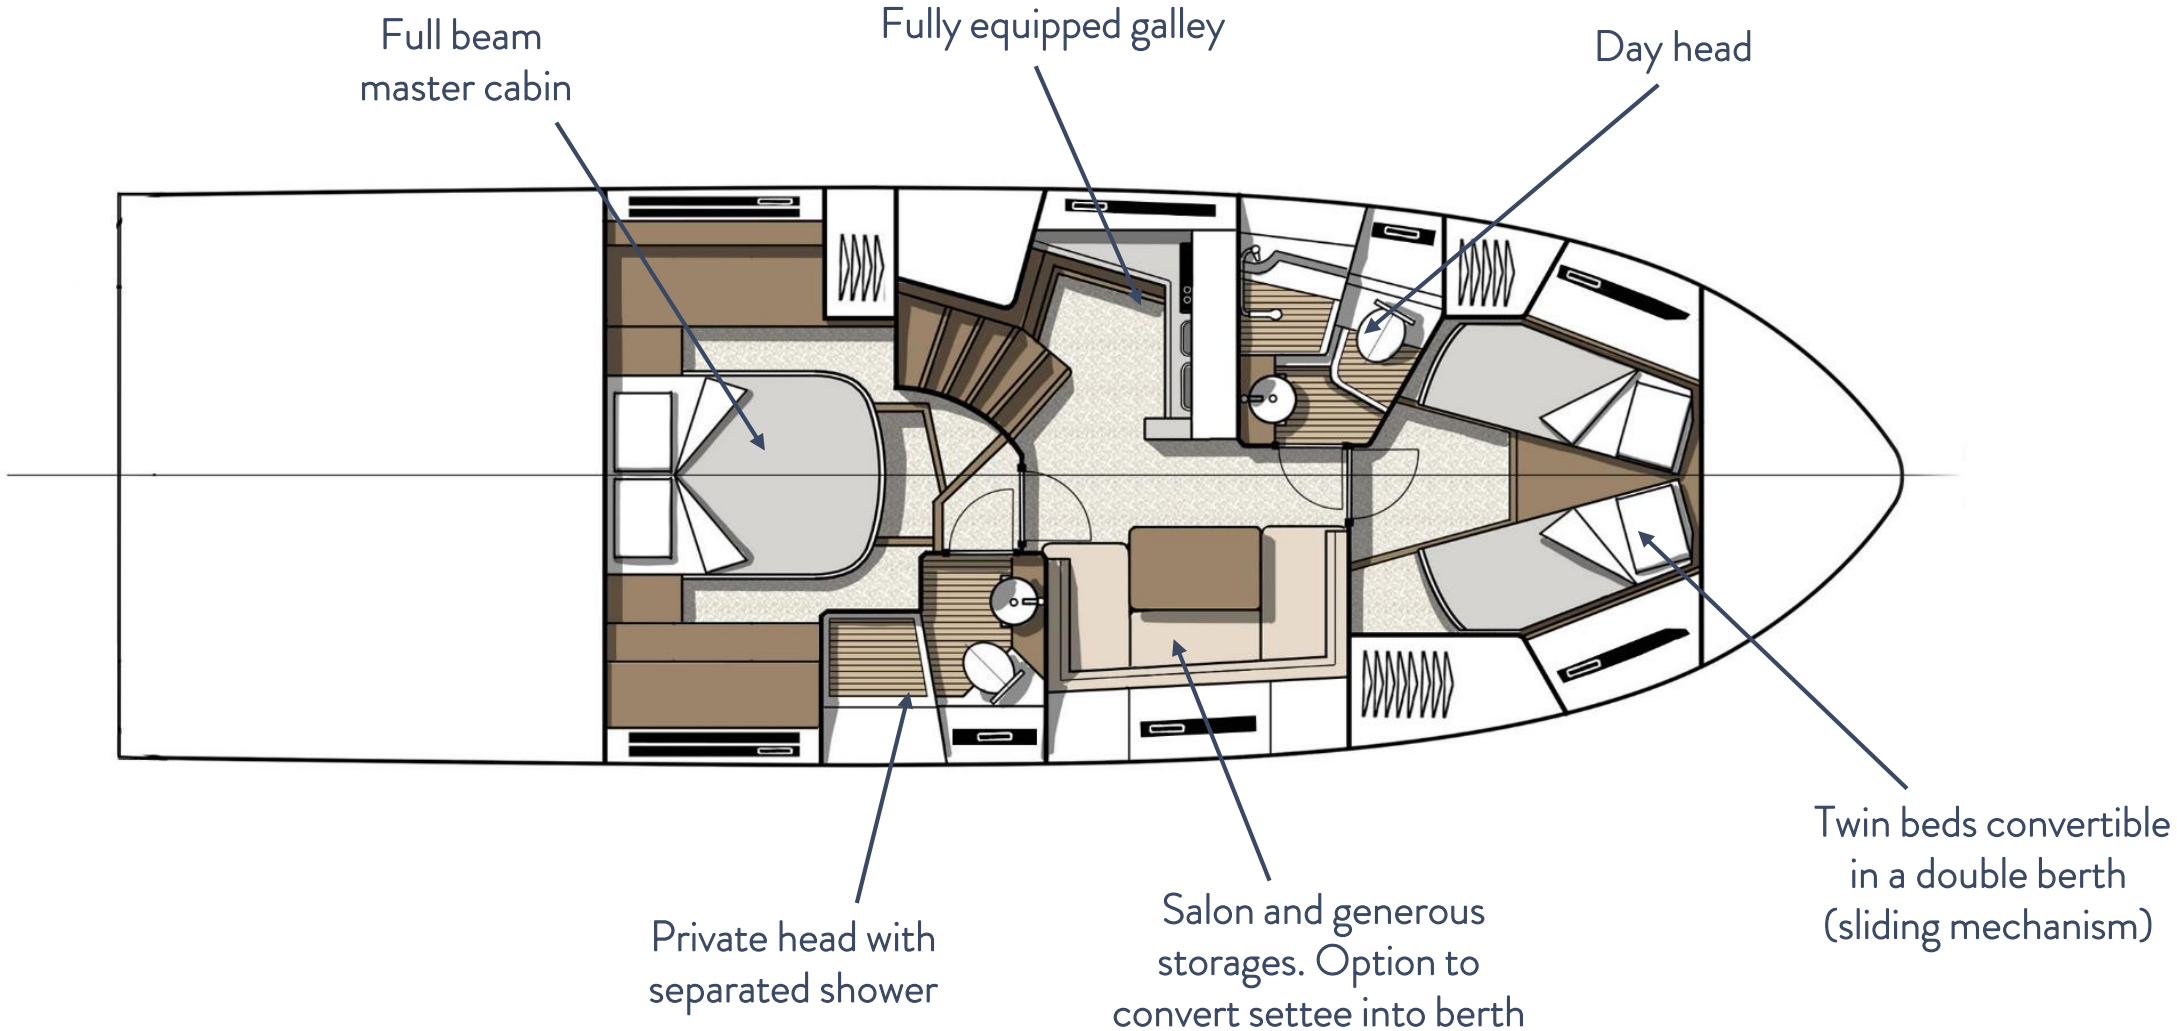 Full beam
master cabin
Fully equipped galley
Day head
Private head with
separated shower
Salon and generous
storages. Option to
convert settee into berth
Twin beds convertible
in a double berth
(sliding mechanism)